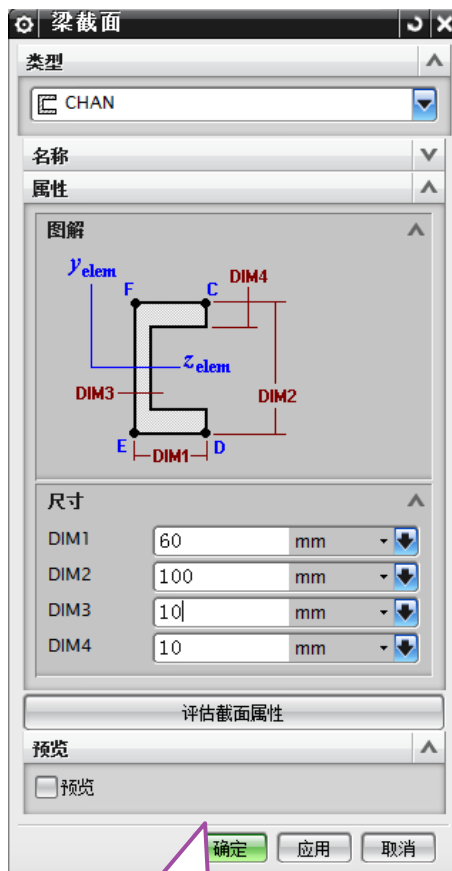 梁截面
类型
CHAN
名称
属性
图解
yelem
F
C
DIM4
zelem
DIM3
DIM2
E
DIM1
D
尺寸
DIM1 60 mm
DIM2 100 mm
DIM3 10 mm
DIM4 10 mm
评估截面属性
预览
预览
确定 应用 取消